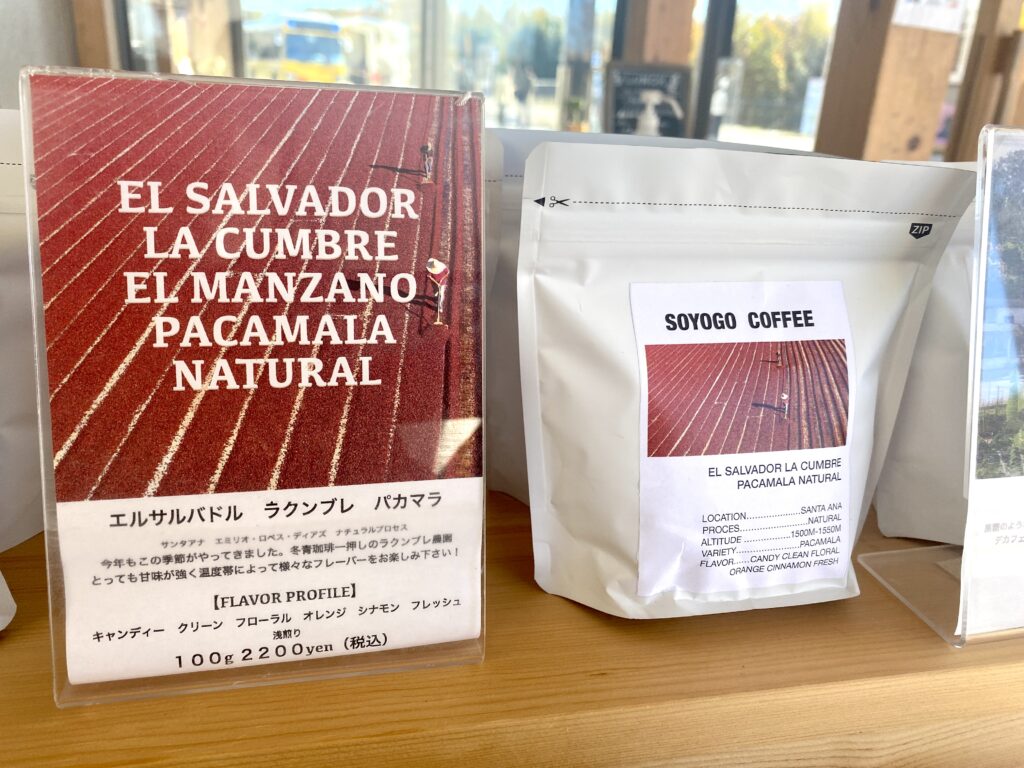 EL SALVADOR
LA CUMBRE
EL MANZANO
PACAMALA
NATURAL
エルサルバドル ラクンブレ パカマラ
サンタアナ エミリオ・ロペス・ディアズ ナチュラルプロセス
今年もこの季節がやってきました。冬青珈琲一押しのラクンブレ農園
とっても甘味が強く温度帯によって様々なフレーバーをお楽しみ下さい！
【FLAVOR PROFILE】
キャンディー クリーン フローラル オレンジ シナモン フレッシュ
浅煎り
１００g ２２００yen（税込）
ZIP
SOYOGO COFFEE
EL SALVADOR LA CUMBRE
PACAMALA NATURAL
LOCATION......................SANTA ANA
PROCES..........................NATURAL
ALTITUDE .............1500M-1550M
VARIETY.....................PACAMALA
FLAVOR......CANDY CLEAN FLORAL
ORANGE CINNAMON FRESH
デカフェ